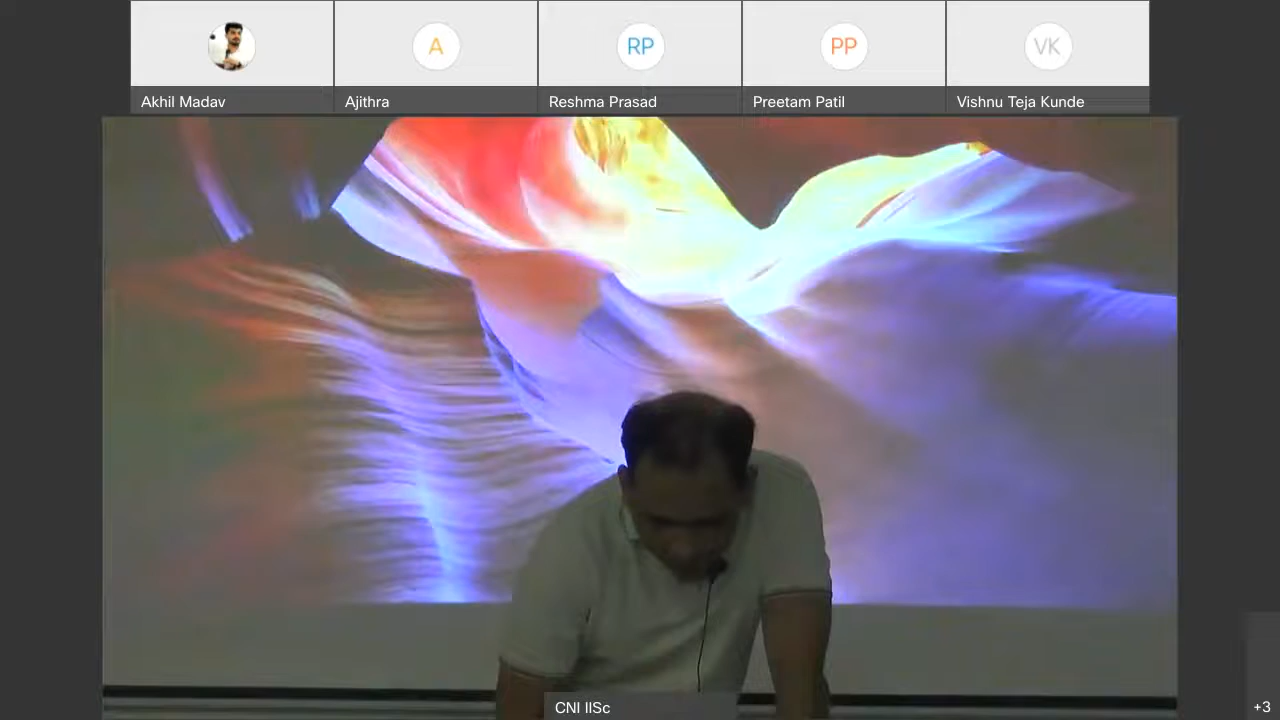 A
RP
PP
VK
Akhil Madav
Ajithra
Reshma Prasad
Preetam Patil
Vishnu Teja Kunde
CNI IISc
+3